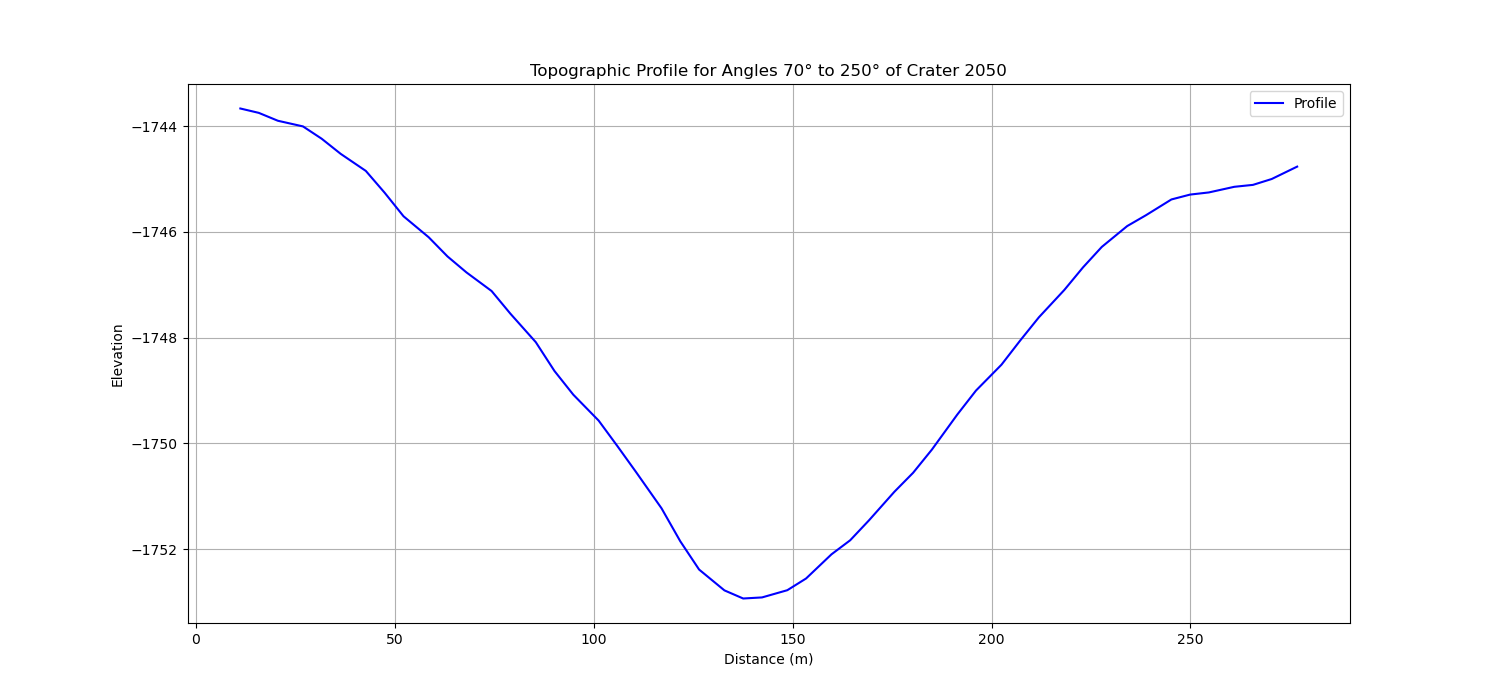 Topographic Profile for Angles 70° to 250° of Crater 2050
Profile
−1744
−1746
−1748
−1750
−1752
Elevation
0 50 100 150 200 250
Distance (m)